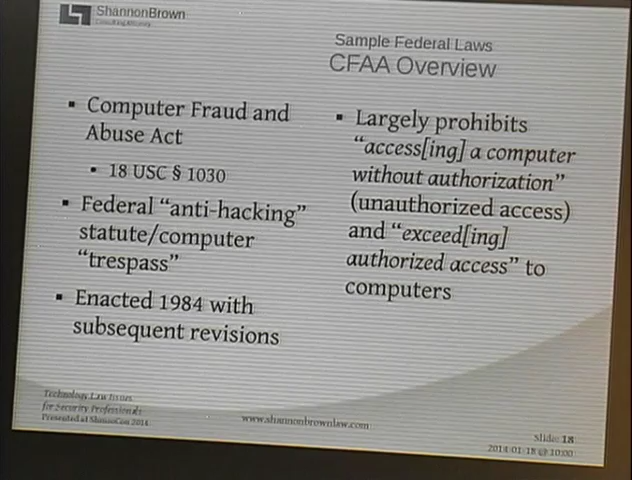 ShannonBrown
Consulting Attorney
Sample Federal Laws
CFAA Overview
▪ Computer Fraud and
Abuse Act
▪ 18 USC § 1030
▪ Federal “anti-hacking”
statute/computer
“trespass”
▪ Enacted 1984 with
subsequent revisions
▪ Largely prohibits
“access[ing] a computer
without authorization”
(unauthorized access)
and “exceed[ing]
authorized access” to
computers
Technology Law Issues
for Security Professionals
Presented at ShmooCon 2014
www.shannonbrownlaw.com
Slide: 18
2014-01-18 @ 10:00